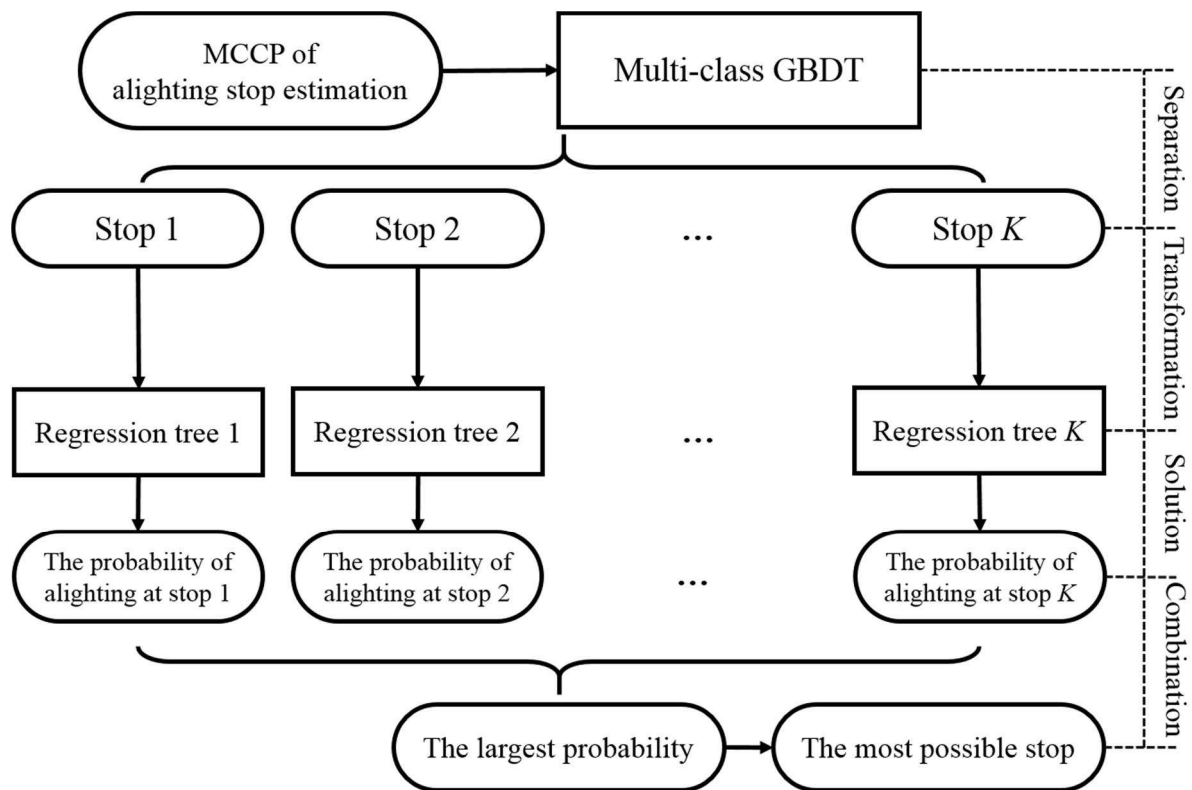 MCCP of
alighting stop estimation
Multi-class GBDT
Separation
Stop 1
Stop 2
...
Stop K
Transformation
Regression tree 1
Regression tree 2
...
Regression tree K
Solution
The probability of
alighting at stop 1
The probability of
alighting at stop 2
...
The probability of
alighting at stop K
Combination
The largest probability
The most possible stop